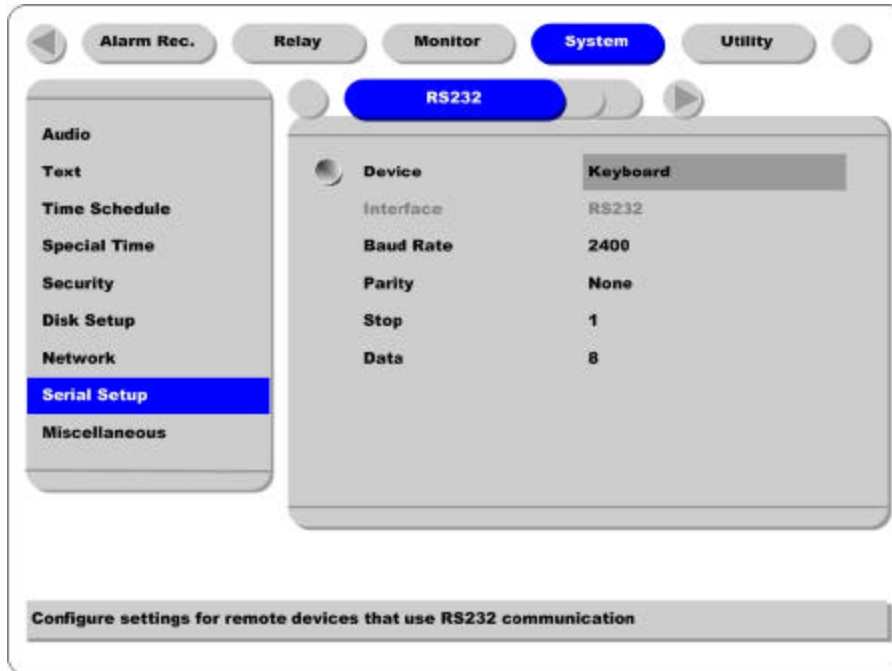 Alarm Rec. Relay Monitor System Utility
RS232
Audio
Text
Time Schedule
Special Time
Security
Disk Setup
Network
Serial Setup
Miscellaneous
Device Keyboard
Interface RS232
Baud Rate 2400
Parity None
Stop 1
Data 8
Configure settings for remote devices that use RS232 communication